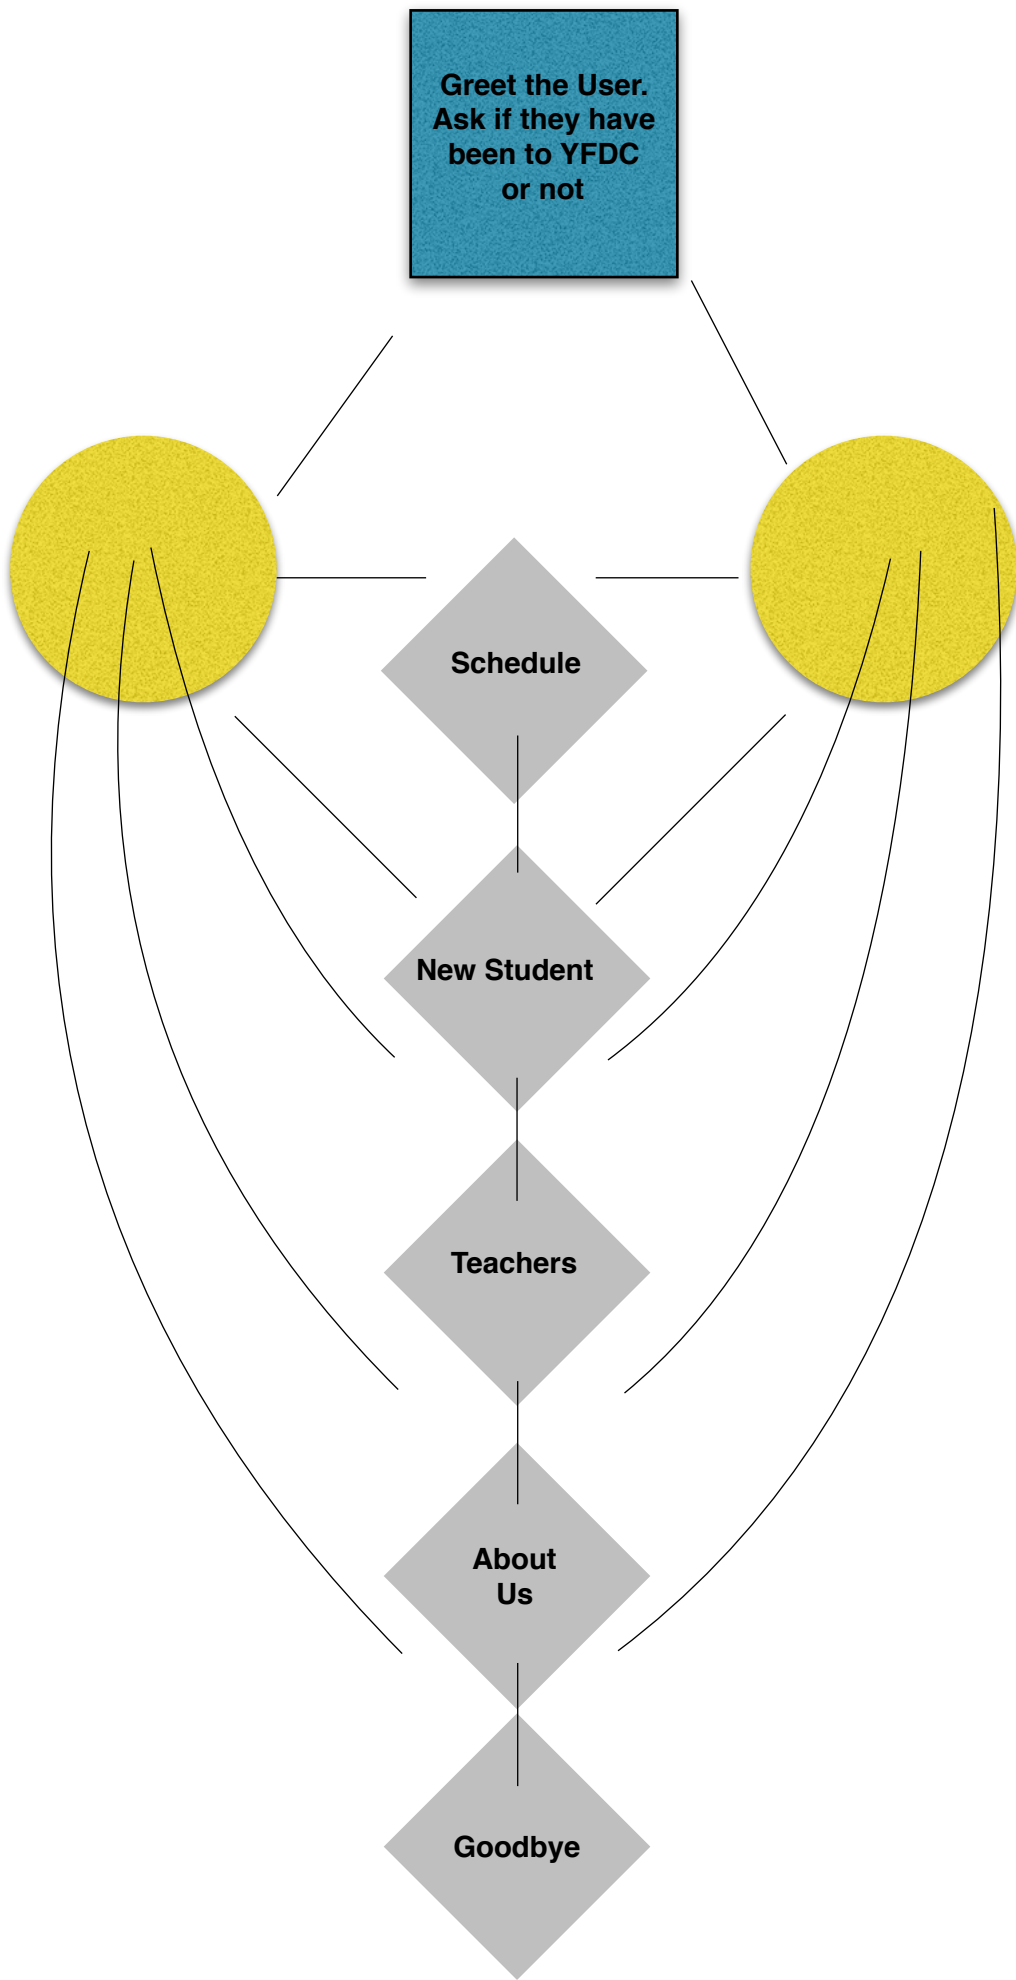 Greet the User.
Ask if they have
been to YFDC
or not
Schedule
New Student
Teachers
About
Us
Goodbye